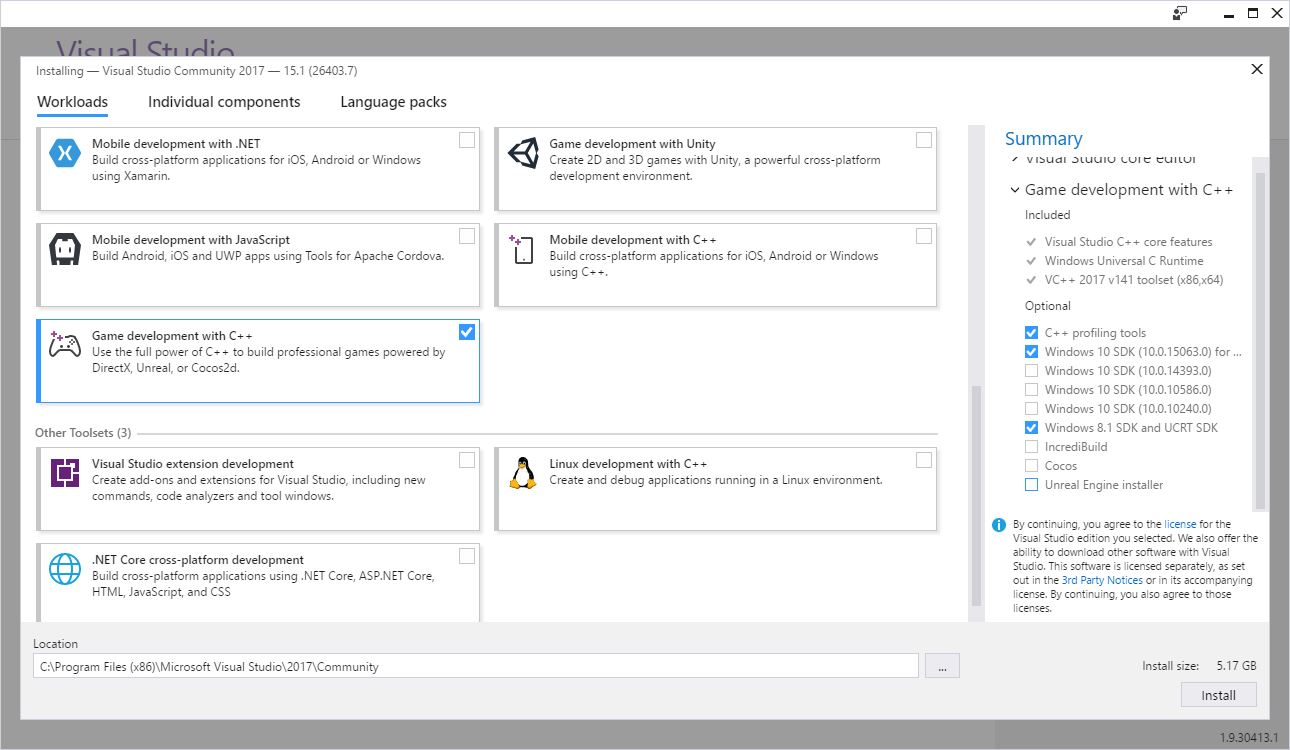 Visual Studio
Installing — Visual Studio Community 2017 — 15.1 (26403.7)
Workloads
Individual components
Language packs
Mobile development with .NET
Build cross-platform applications for iOS, Android or Windows
using Xamarin.
Game development with Unity
Create 2D and 3D games with Unity, a powerful cross-platform
development environment.
Mobile development with JavaScript
Build Android, iOS and UWP apps using Tools for Apache Cordova.
Mobile development with C++
Build cross-platform applications for iOS, Android or Windows
using C++.
Game development with C++
Use the full power of C++ to build professional games powered by
DirectX, Unreal, or Cocos2d.
Other Toolsets (3)
Visual Studio extension development
Create add-ons and extensions for Visual Studio, including new
commands, code analyzers and tool windows.
Linux development with C++
Create and debug applications running in a Linux environment.
.NET Core cross-platform development
Build cross-platform applications using .NET Core, ASP.NET Core,
HTML, JavaScript, and CSS
Summary
Visual Studio core editor
Game development with C++
Included
Visual Studio C++ core features
Windows Universal C Runtime
VC++ 2017 v141 toolset (x86,x64)
Optional
C++ profiling tools
Windows 10 SDK (10.0.15063.0) for ...
Windows 10 SDK (10.0.14393.0)
Windows 10 SDK (10.0.10586.0)
Windows 10 SDK (10.0.10240.0)
Windows 8.1 SDK and UCRT SDK
IncrediBuild
Cocos
Unreal Engine installer
By continuing, you agree to the license for the
Visual Studio edition you selected. We also offer the
ability to download other software with Visual
Studio. This software is licensed separately, as set
out in the 3rd Party Notices or in its accompanying
license. By continuing, you also agree to those
licenses.
Location
C:\Program Files (x86)\Microsoft Visual Studio\2017\Community
...
Install size: 5.17 GB
Install
1.9.30413.1